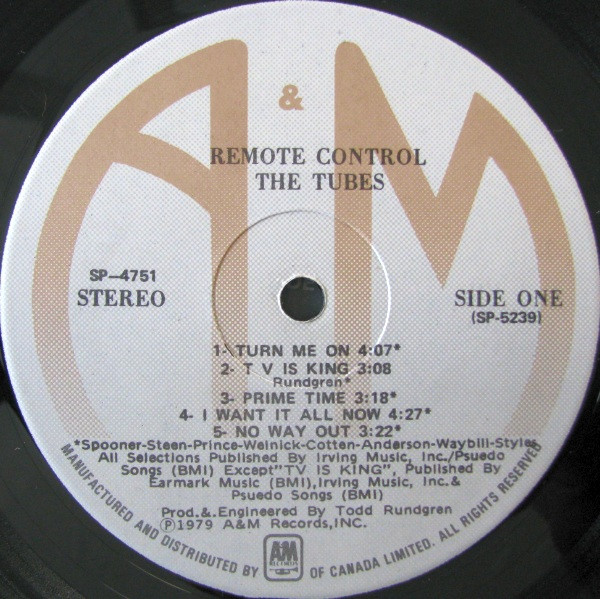 A & M
REMOTE CONTROL
THE TUBES
SP-4751
STEREO
SIDE ONE
(SP-5239)
1- TURN ME ON 4:07*
2- T V IS KING 3:08
Rundgren*
3- PRIME TIME 3:18*
4- I WANT IT ALL NOW 4:27*
5- NO WAY OUT 3:22*
*Spooner-Steen-Prince-Welnick-Cotten-Anderson-Waybill-Styles
All Selections Published By Irving Music, Inc./Psuedo
Songs (BMI) Except"TV IS KING", Published By
Earmark Music (BMI),Irving Music, Inc.&
Psuedo Songs (BMI)
Prod.&.Engineered By Todd Rundgren
Ⓟ1979 A&M Records,INC.
MANUFACTURED AND DISTRIBUTED BY A&M RECORDS OF CANADA LIMITED. ALL RIGHTS RESERVED